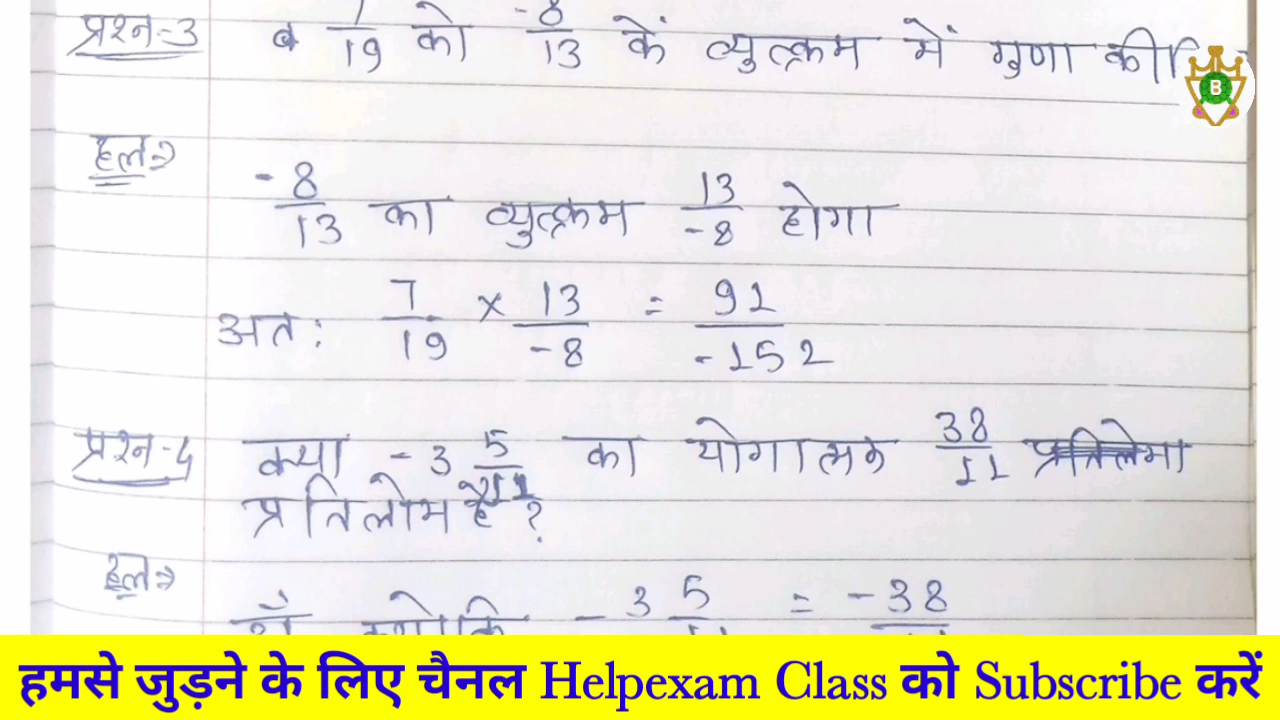 प्रश्न-3 7/19 को -8/13 कें व्युत्क्रम में गुणा
हल⇒
-8/13 का व्युत्क्रम 13/-8 होगा
अत: 7/19 × 13/-8 = 91/-152
प्रश्न-4 क्या -3 5/11 का योगात्मक 38/11
प्रतिलोम है ?
हल⇒
-3 5 = -38
हमसे जुड़ने के लिए चैनल Helpexam Class को Subscribe करें
B